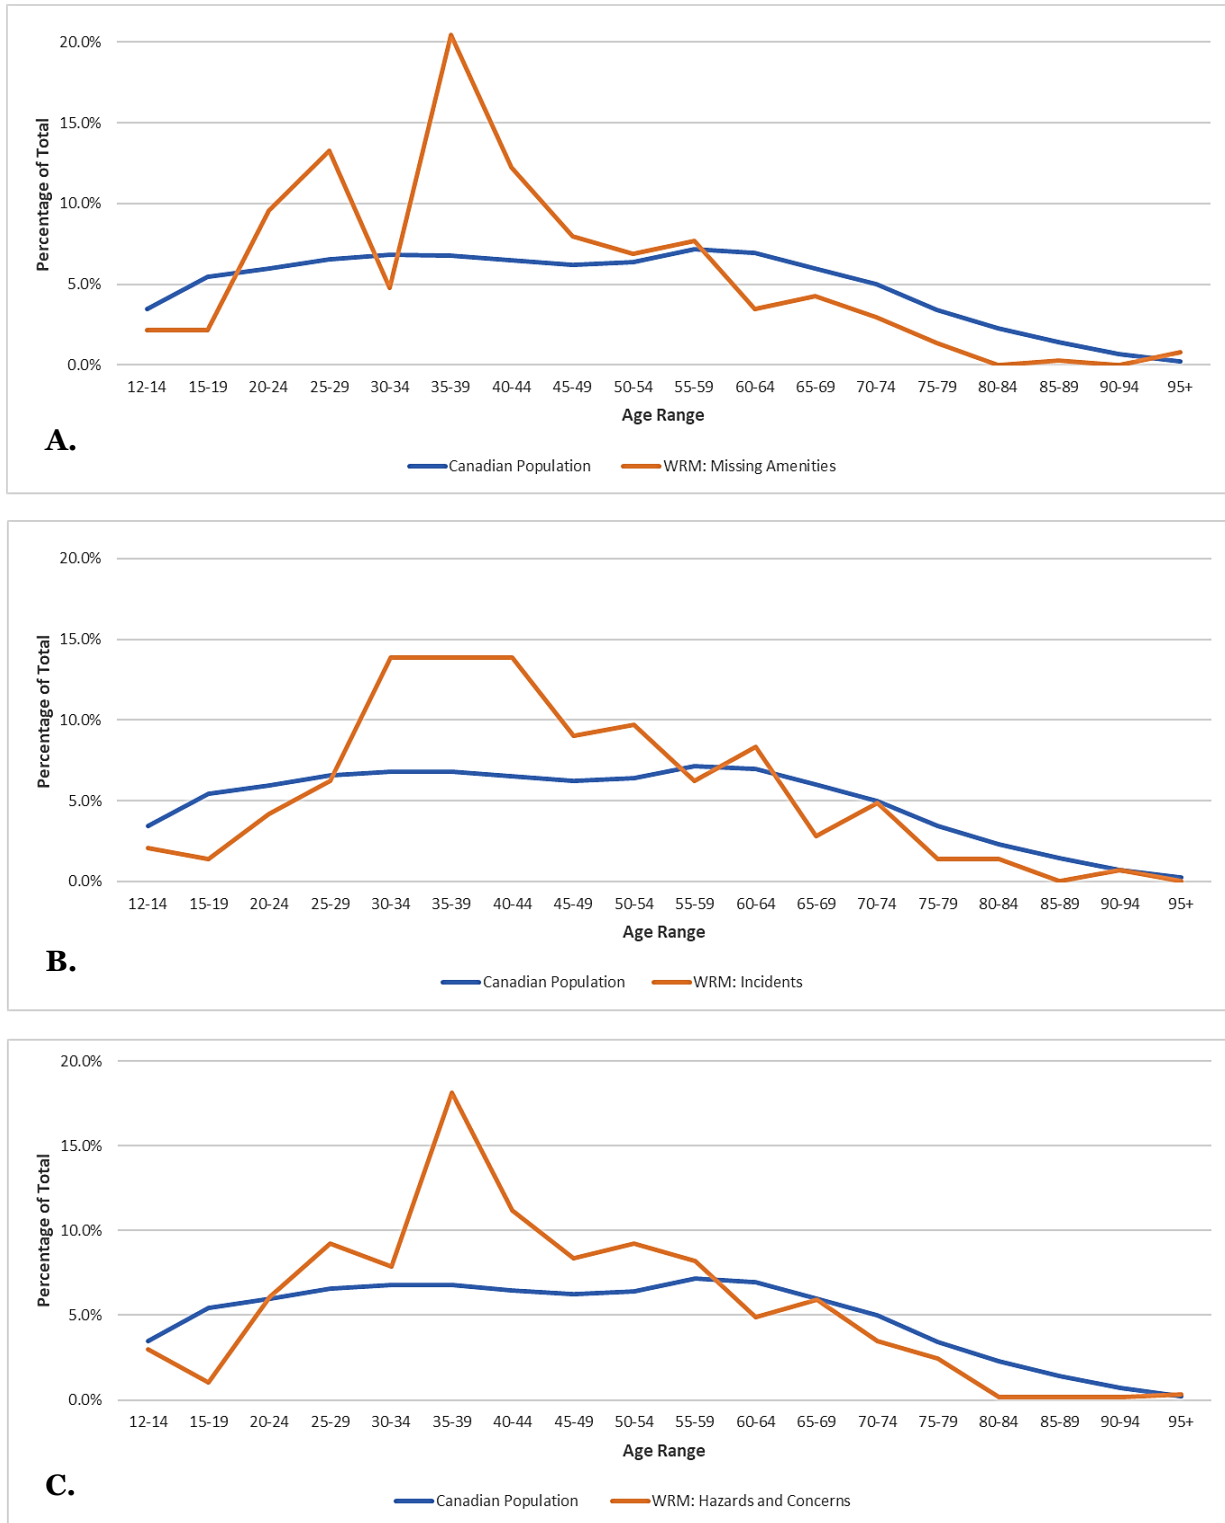 20.0%
15.0%
10.0%
5.0%
0.0%
Percentage of Total
12-14 15-19 20-24 25-29 30-34 35-39 40-44 45-49 50-54 55-59 60-64 65-69 70-74 75-79 80-84 85-89 90-94 95+
Age Range
A.
Canadian Population WRM: Missing Amenities
20.0%
15.0%
10.0%
5.0%
0.0%
Percentage of Total
12-14 15-19 20-24 25-29 30-34 35-39 40-44 45-49 50-54 55-59 60-64 65-69 70-74 75-79 80-84 85-89 90-94 95+
Age Range
B.
Canadian Population WRM: Incidents
20.0%
15.0%
10.0%
5.0%
0.0%
Percentage of Total
12-14 15-19 20-24 25-29 30-34 35-39 40-44 45-49 50-54 55-59 60-64 65-69 70-74 75-79 80-84 85-89 90-94 95+
Age Range
C.
Canadian Population WRM: Hazards and Concerns